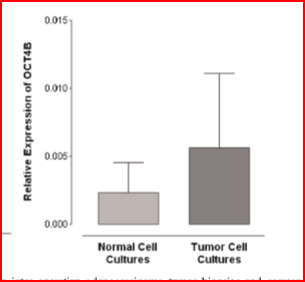 Relative Expression of OCT4B
0.015
0.010
0.005
0.000
Normal Cell
Cultures
Tumor Cell
Cultures